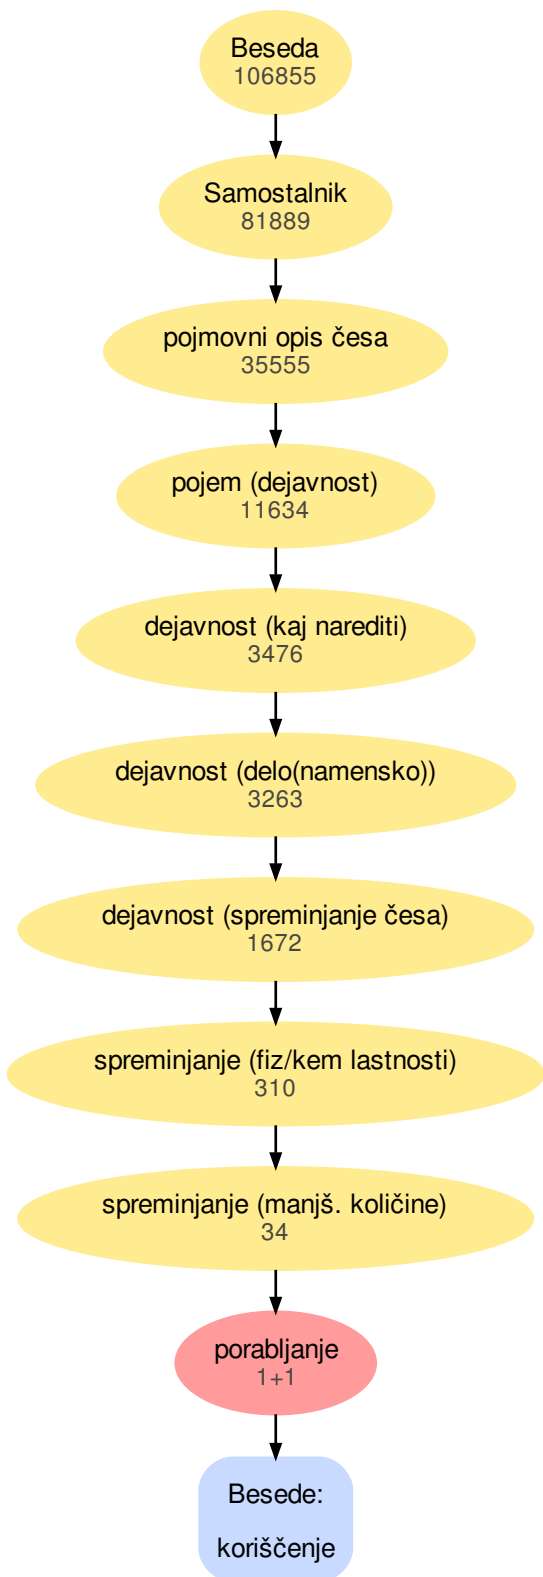 Beseda
106855
Samostalnik
81889
pojmovni opis česa
35555
pojem (dejavnost)
11634
dejavnost (kaj narediti)
3476
dejavnost (delo(namensko))
3263
dejavnost (spreminjanje česa)
1672
spreminjanje (fiz/kem lastnosti)
310
spreminjanje (manjš. količine)
34
porabljanje
1+1
Besede:
koriščenje